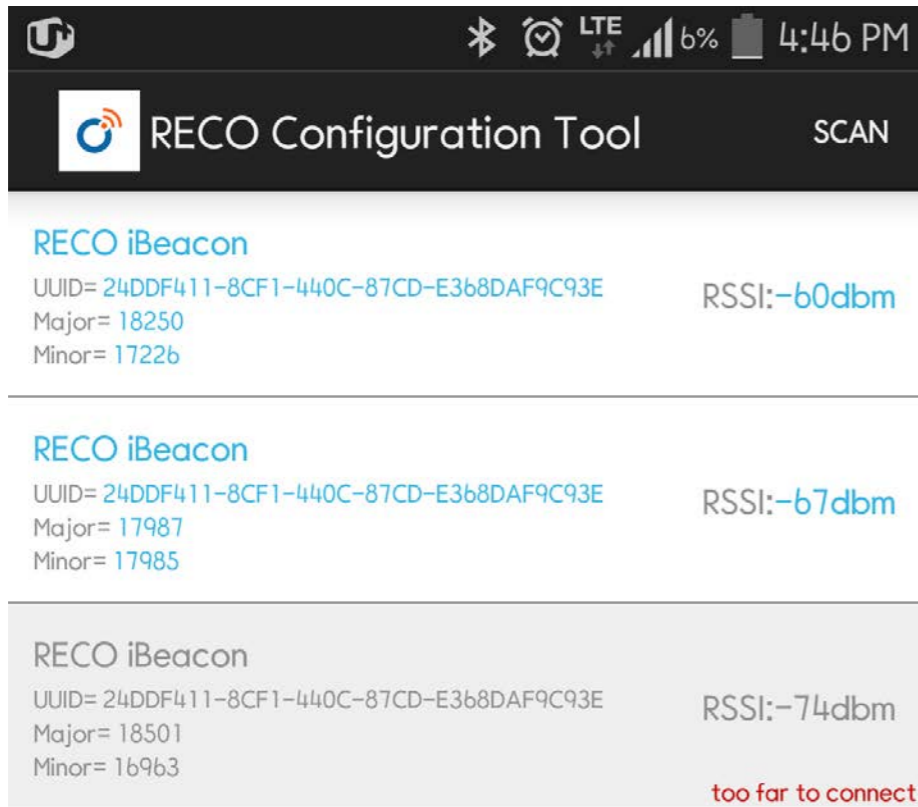 U+
LTE 6% 4:46 PM
RECO Configuration Tool SCAN
RECO iBeacon
UUID= 24DDF411-8CF1-440C-87CD-E368DAF9C93E
RSSI:-60dbm
Major= 18250
Minor= 17226
RECO iBeacon
UUID= 24DDF411-8CF1-440C-87CD-E368DAF9C93E
RSSI:-67dbm
Major= 17987
Minor= 17985
RECO iBeacon
UUID= 24DDF411-8CF1-440C-87CD-E368DAF9C93E
RSSI:-74dbm
Major= 18501
Minor= 16963
too far to connect